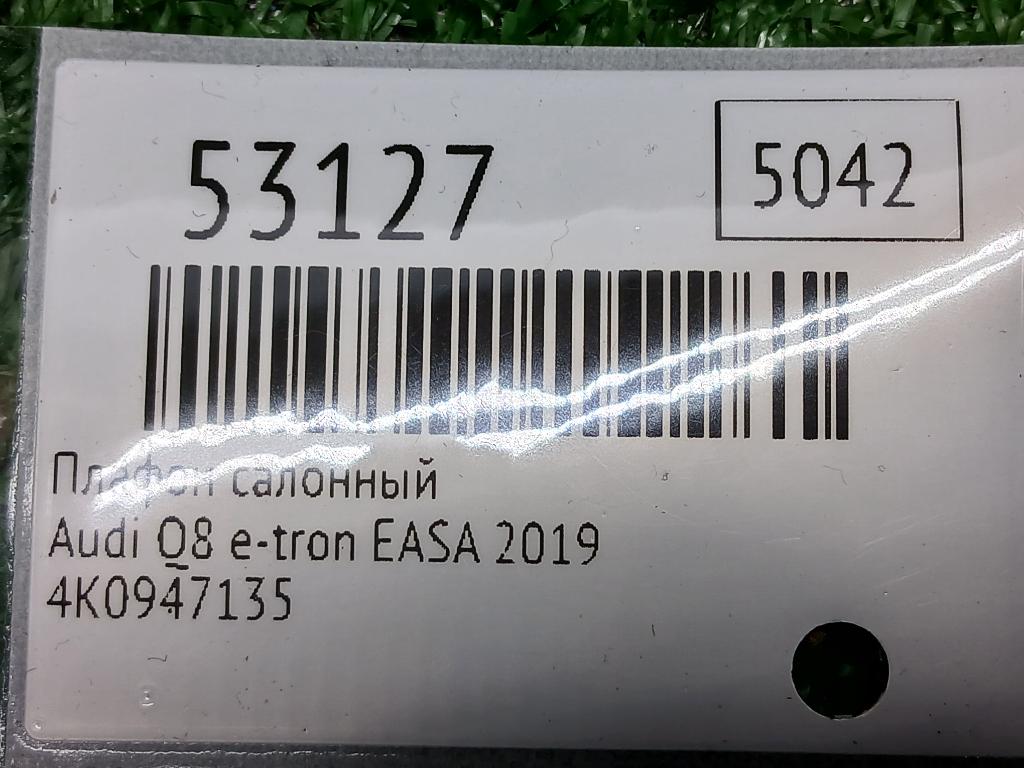 53127
5042
Плафон салонный
Audi Q8 e-tron EASA 2019
4K0947135